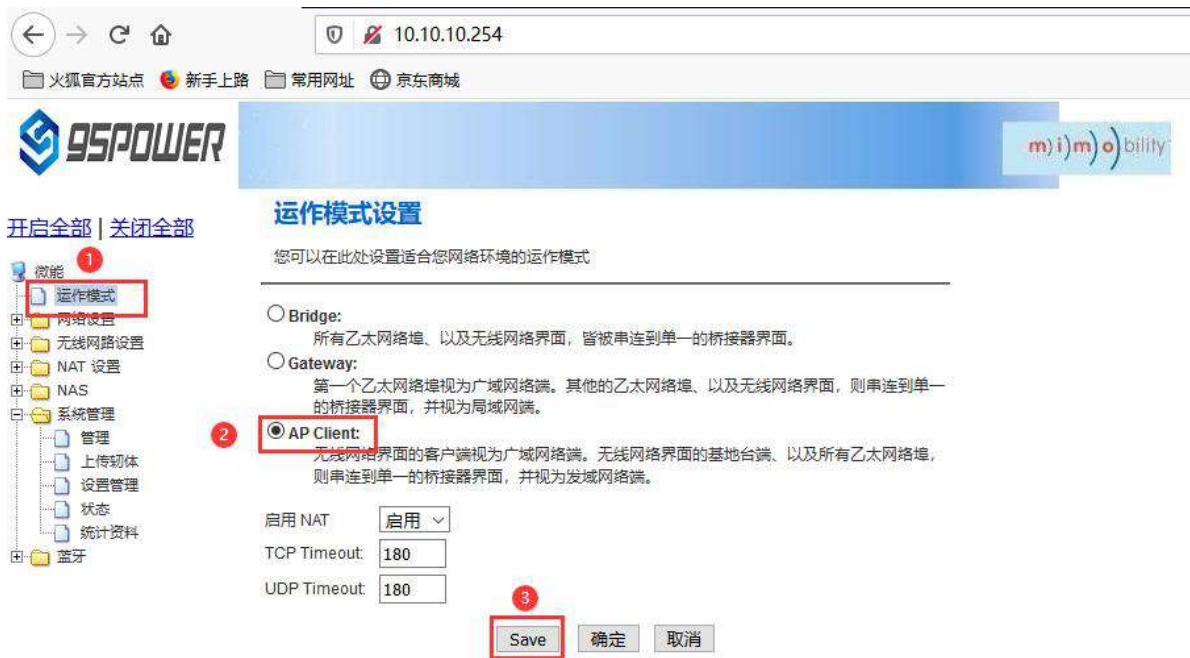 10.10.10.254
火狐官方站点 新手上路 常用网址 京东商城
95POWER
m)i)m)o)bility
开启全部 | 关闭全部
1
微能
运作模式
网络设置
无线网路设置
NAT 设置
NAS
系统管理
管理
上传韧体
设置管理
状态
统计资料
蓝牙
运作模式设置
您可以在此处设置适合您网络环境的运作模式
Bridge:
所有乙太网络埠、以及无线网络界面，皆被串连到单一的桥接器界面。
Gateway:
第一个乙太网络埠视为广域网络端。其他的乙太网络埠、以及无线网络界面，则串连到单一
的桥接器界面，并视为局域网端。
2
AP Client:
无线网络界面的客户端视为广域网络端。无线网络界面的基地台端、以及所有乙太网络埠，
则串连到单一的桥接器界面，并视为发域网络端。
启用 NAT 启用
TCP Timeout: 180
UDP Timeout: 180
3
Save 确定 取消